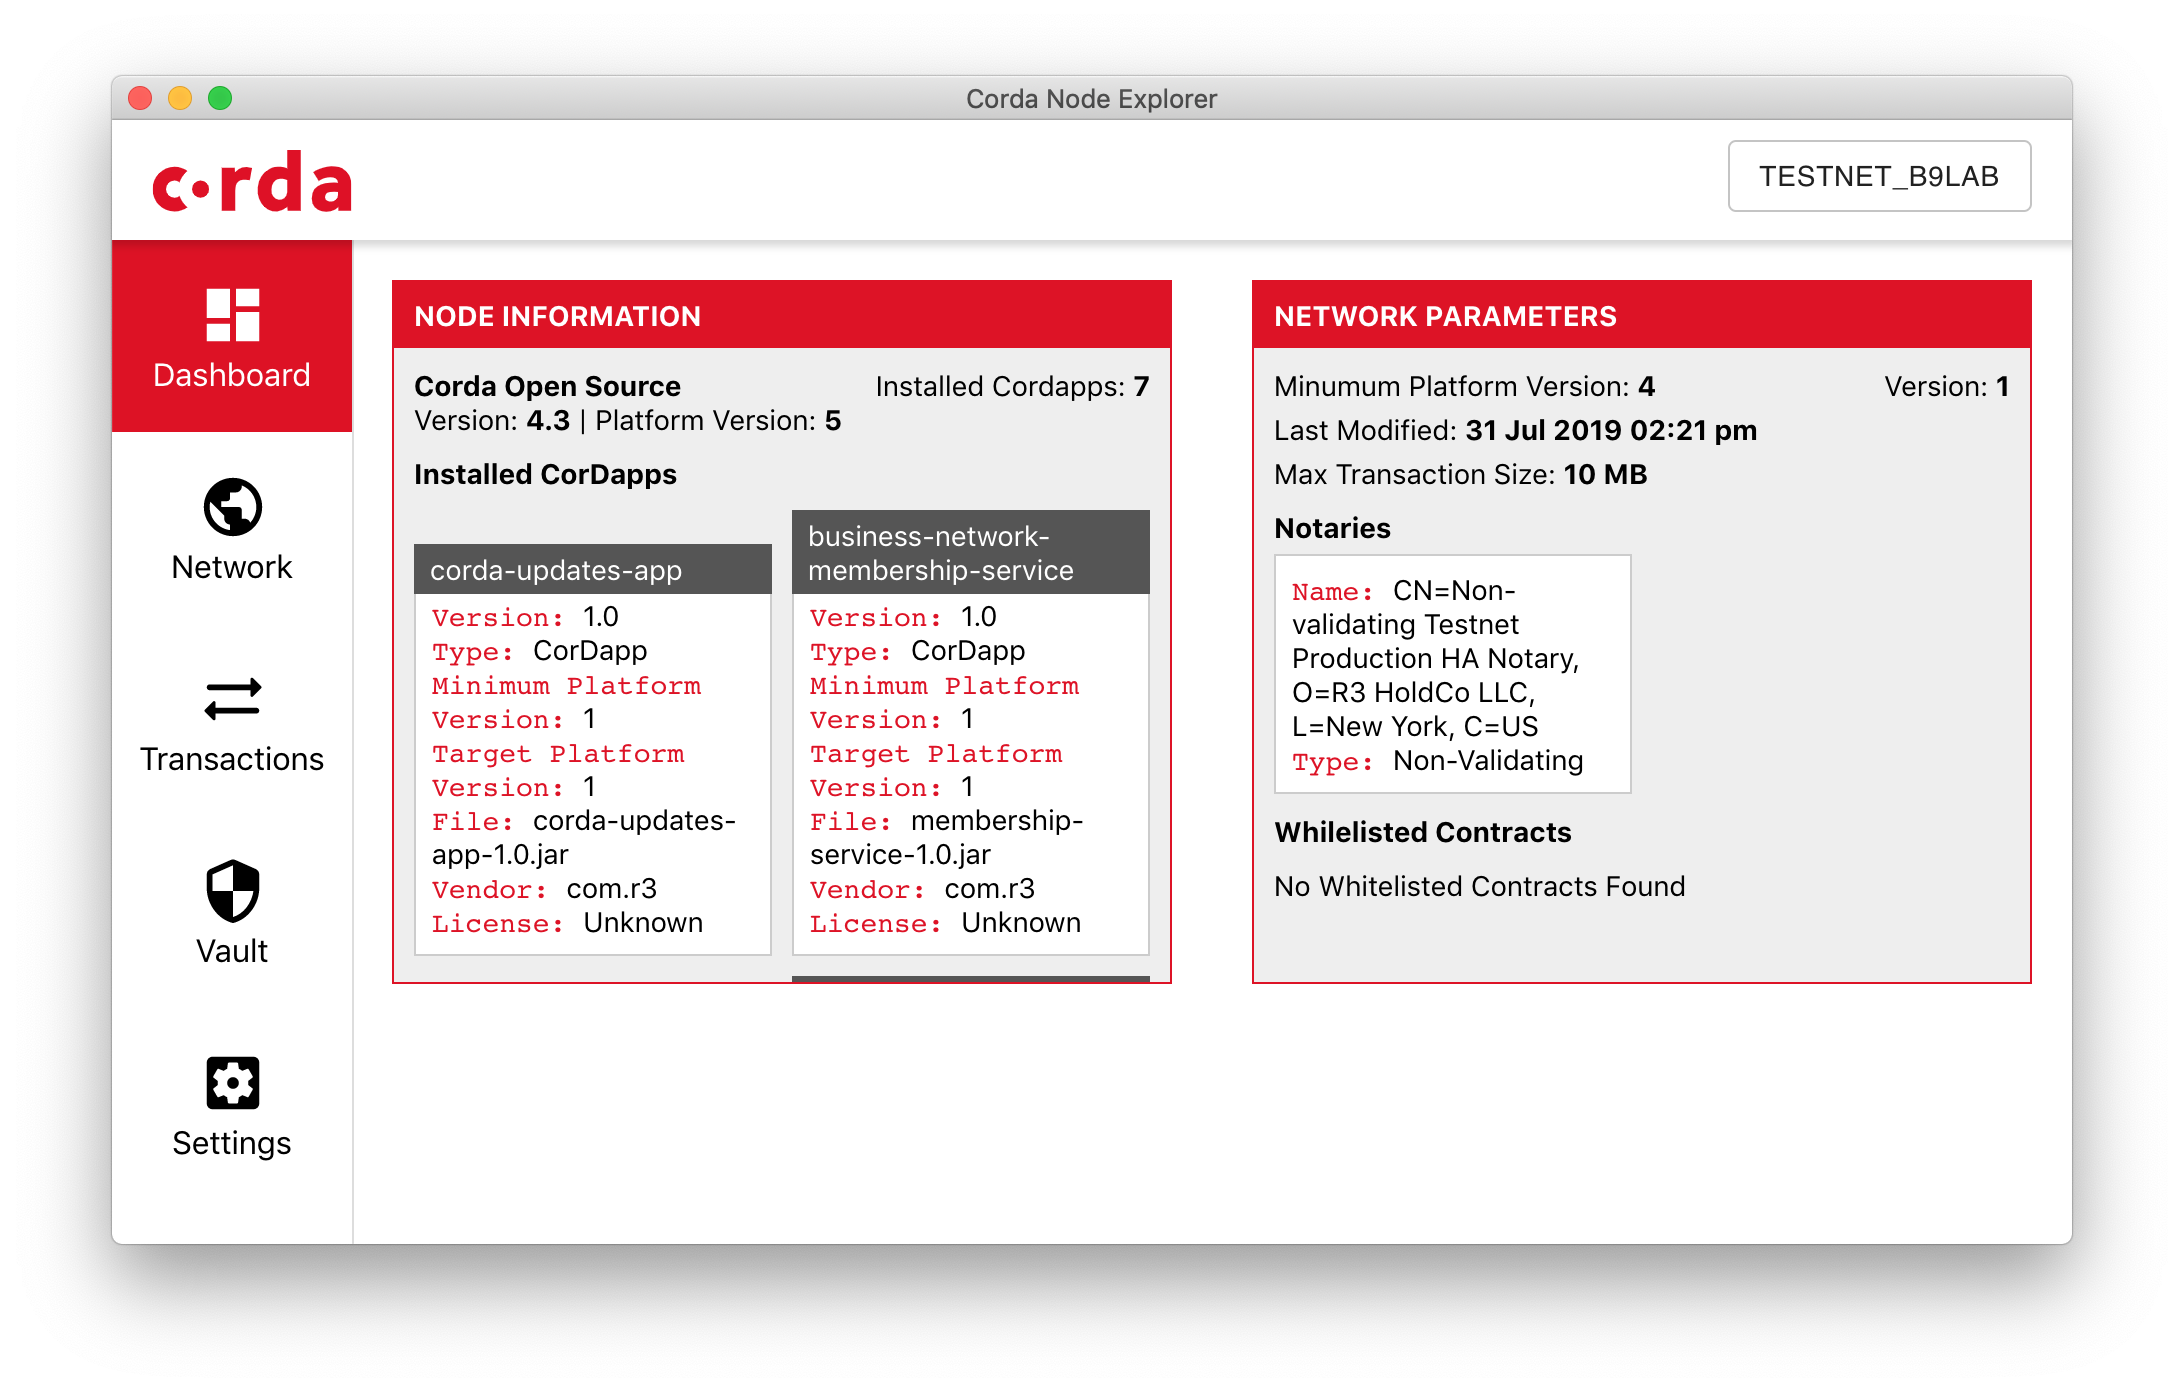 Corda Node Explorer
c·rda
TESTNET_B9LAB
Dashboard
Network
Transactions
Vault
Settings
NODE INFORMATION
Corda Open Source
Installed Cordapps: 7
Version: 4.3 | Platform Version: 5
Installed CorDapps
corda-updates-app
Version: 1.0
Type: CorDapp
Minimum Platform
Version: 1
Target Platform
Version: 1
File: corda-updates-
app-1.0.jar
Vendor: com.r3
License: Unknown
business-network-
membership-service
Version: 1.0
Type: CorDapp
Minimum Platform
Version: 1
Target Platform
Version: 1
File: membership-
service-1.0.jar
Vendor: com.r3
License: Unknown
NETWORK PARAMETERS
Minumum Platform Version: 4
Version: 1
Last Modified: 31 Jul 2019 02:21 pm
Max Transaction Size: 10 MB
Notaries
Name: CN=Non-
validating Testnet
Production HA Notary,
O=R3 HoldCo LLC,
L=New York, C=US
Type: Non-Validating
Whilelisted Contracts
No Whitelisted Contracts Found